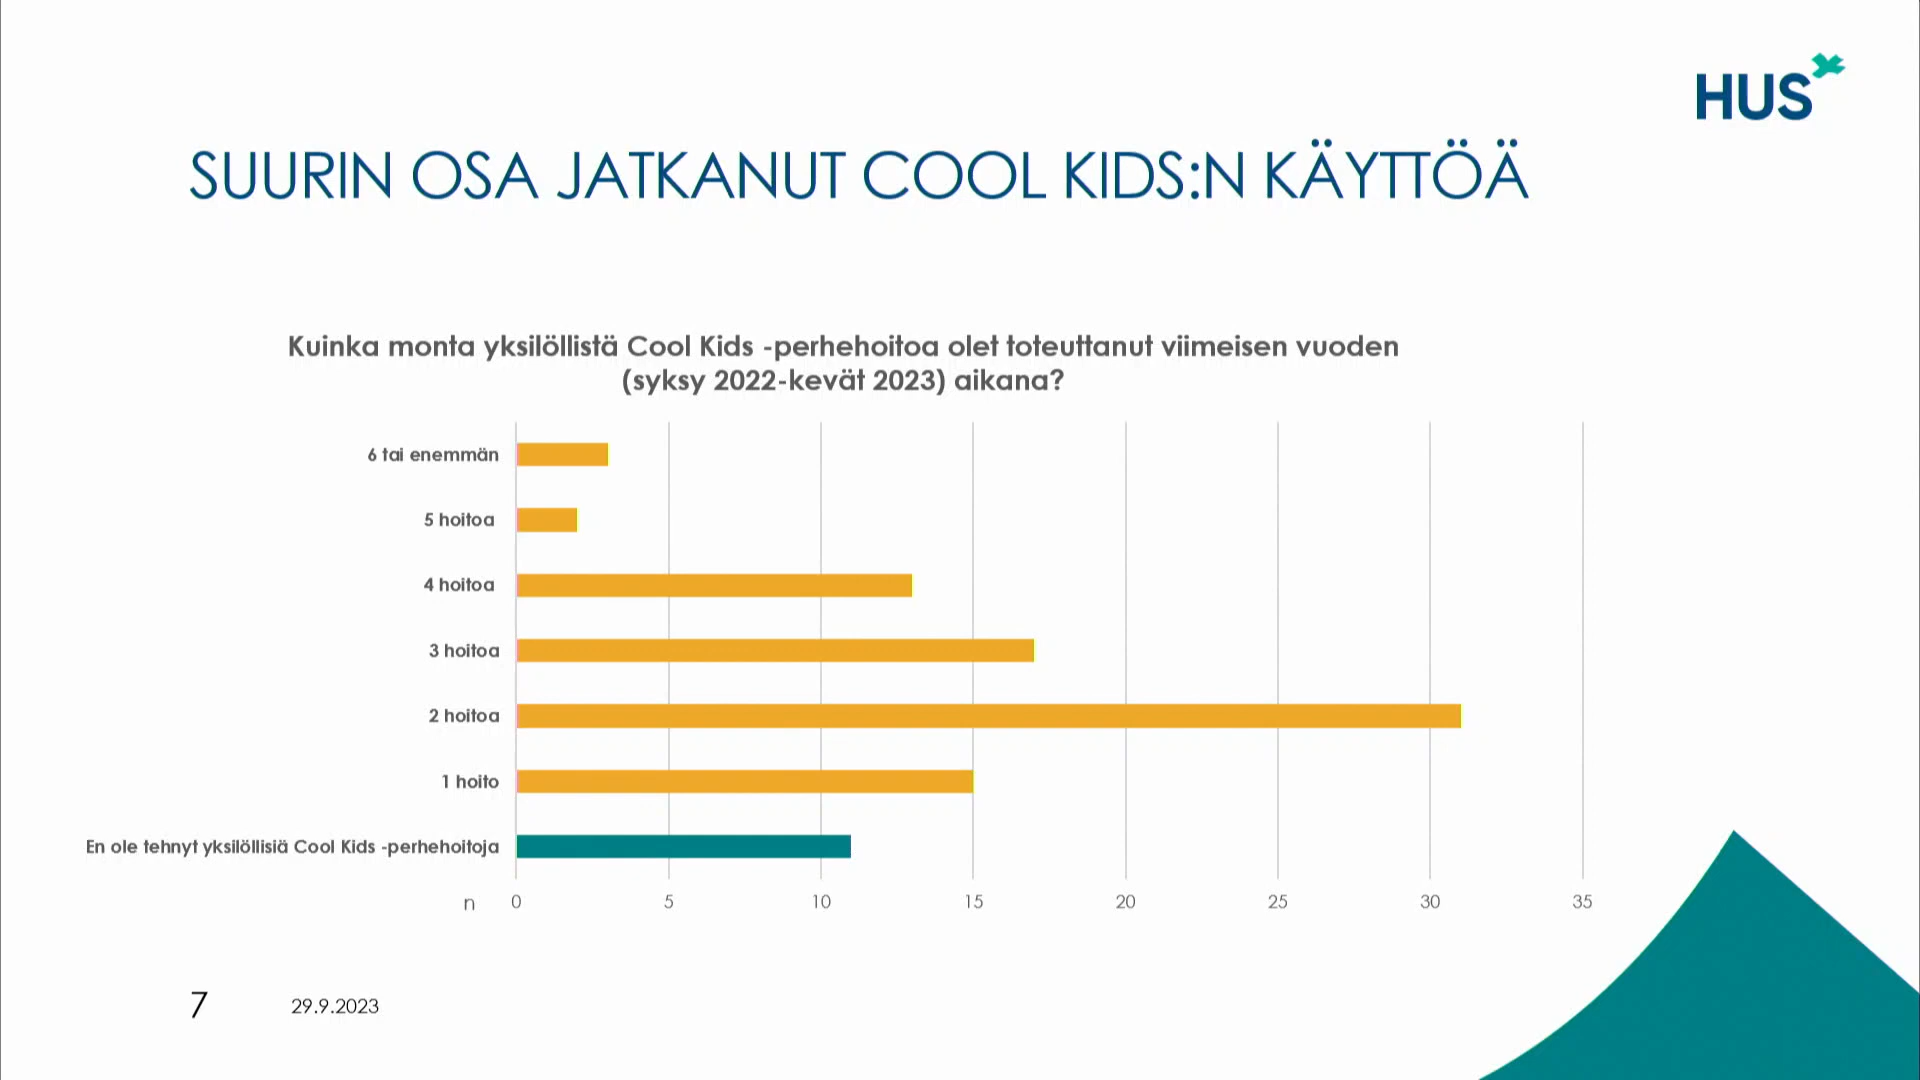 HUS
SUURIN OSA JATKANUT COOL KIDS:N KÄYTTÖÄ
Kuinka monta yksilöllistä Cool Kids -perhehoitoa olet toteuttanut viimeisen vuoden
(syksy 2022-kevät 2023) aikana?
6 tai enemmän
5 hoitoa
4 hoitoa
3 hoitoa
2 hoitoa
1 hoito
En ole tehnyt yksilöllisiä Cool Kids -perhehoitoja
n 0 5 10 15 20 25 30 35
7 29.9.2023